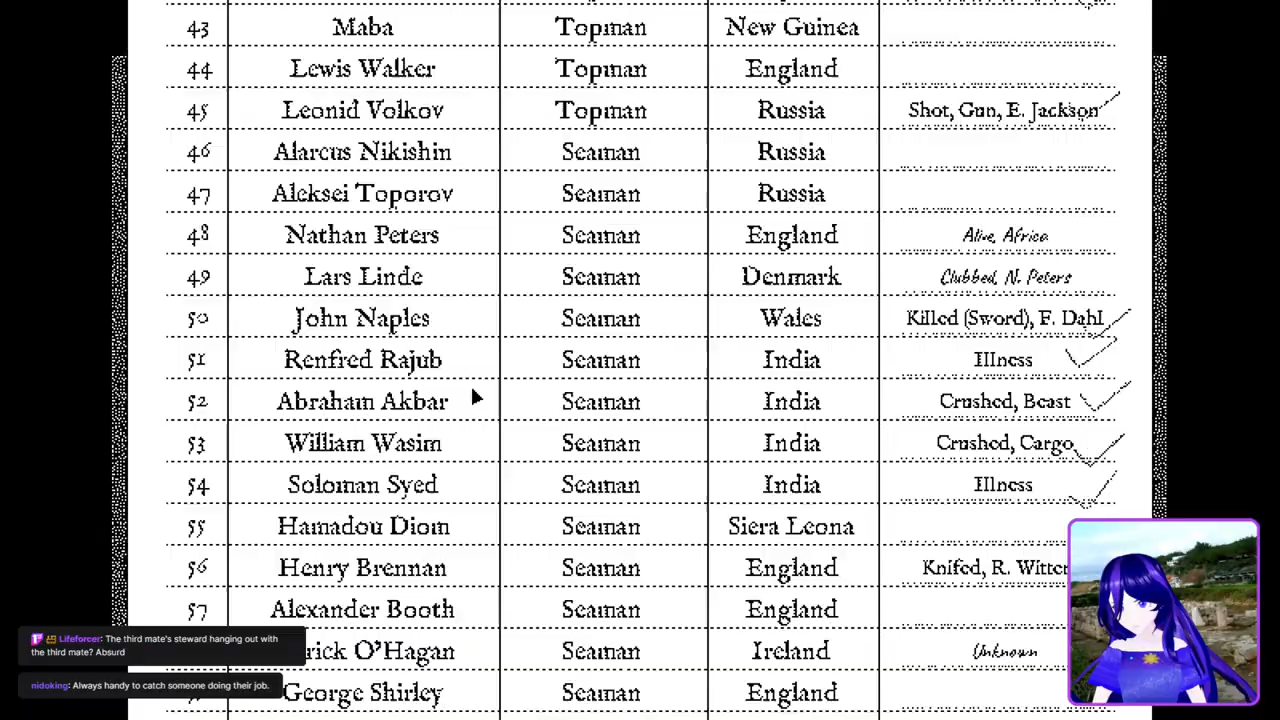 43 Maba Topman New Guinea
44 Lewis Walker Topman England
45 Leonid Volkov Topman Russia Shot, Gun, E. Jackson
46 Alarcus Nikishin Seaman Russia
47 Aleksei Toporov Seaman Russia
48 Nathan Peters Seaman England Alive, Africa
49 Lars Linde Seaman Denmark Clubbed, N. Peters
50 John Naples Seaman Wales Killed (Sword), F. Dahl
51 Renfred Rajub Seaman India Illness
52 Abraham Akbar Seaman India Crushed, Beast
53 William Wasim Seaman India Crushed, Cargo
54 Soloman Syed Seaman India Illness
55 Hamadou Diom Seaman Siera Leona
56 Henry Brennan Seaman England Knifed, R. Witter
57 Alexander Booth Seaman England
rick O'Hagan Seaman Ireland Unknown
George Shirley Seaman England
Lifeforcer: The third mate's steward hanging out with
the third mate? Absurd
nidoking: Always handy to catch someone doing their job.